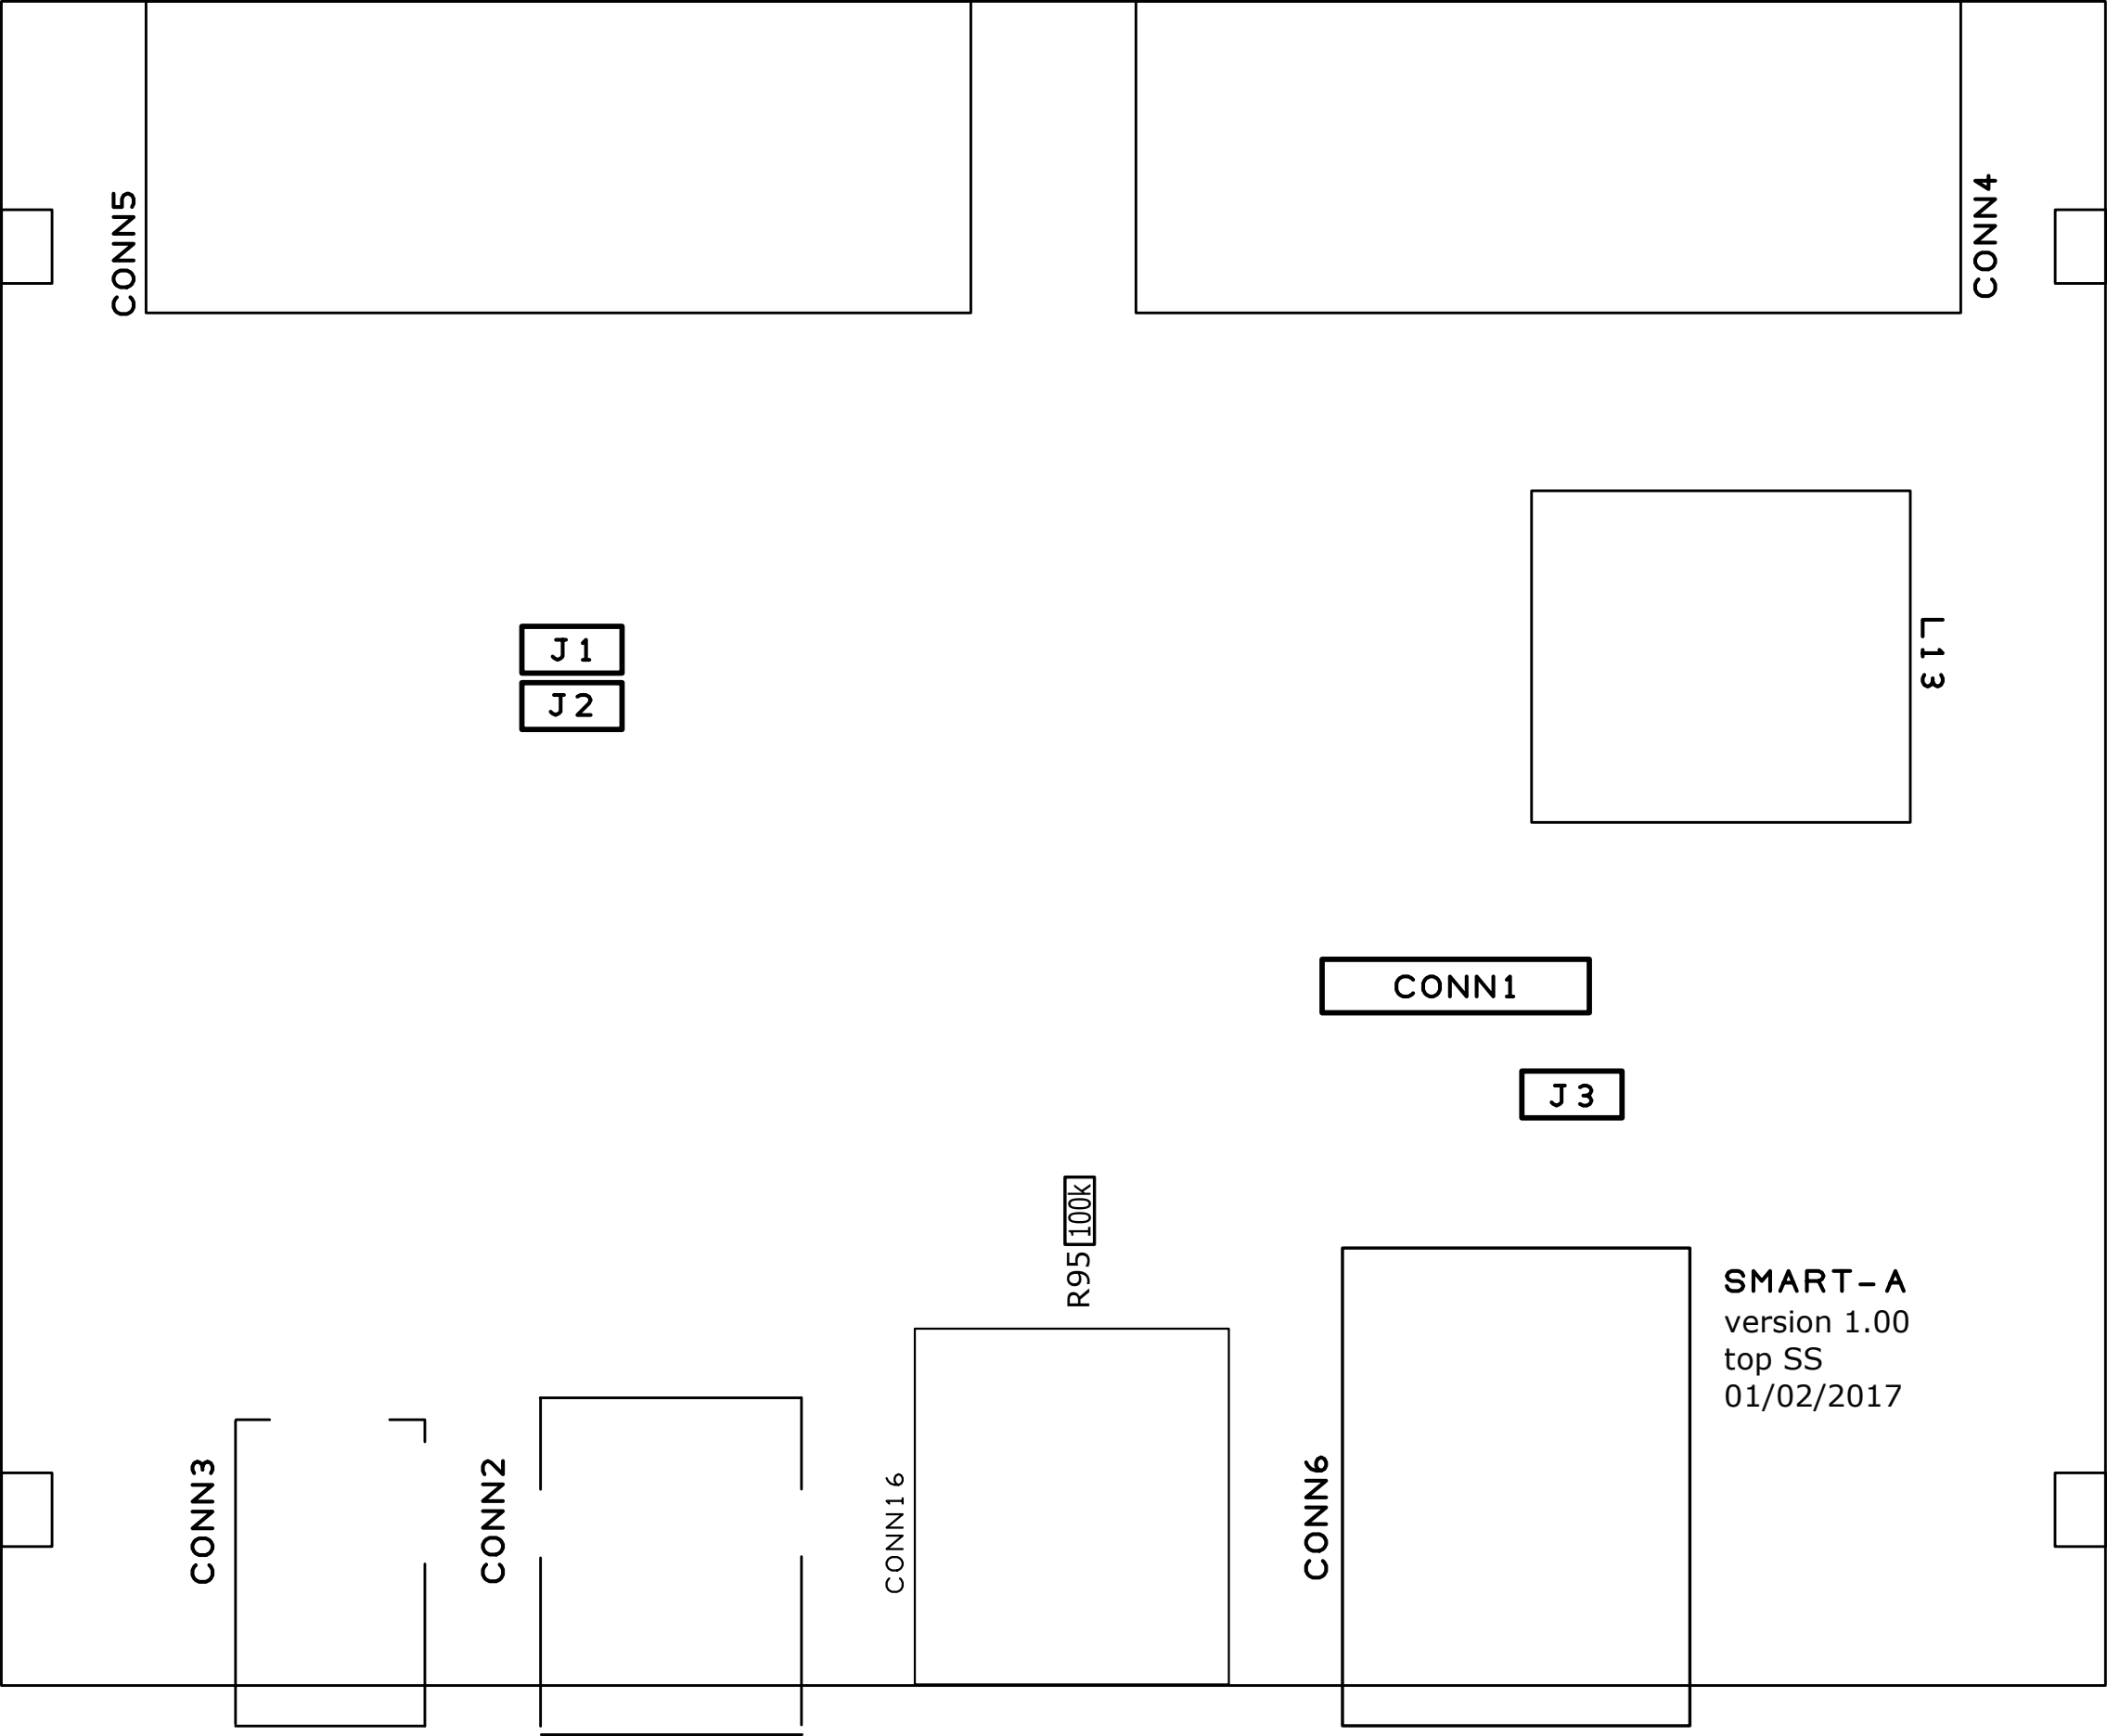 CONN5
CONN4
J1
J2
L13
CONN1
J3
R95
100k
SMART-A
version 1.00
top SS
01/02/2017
CONN3
CONN2
CONN16
CONN6